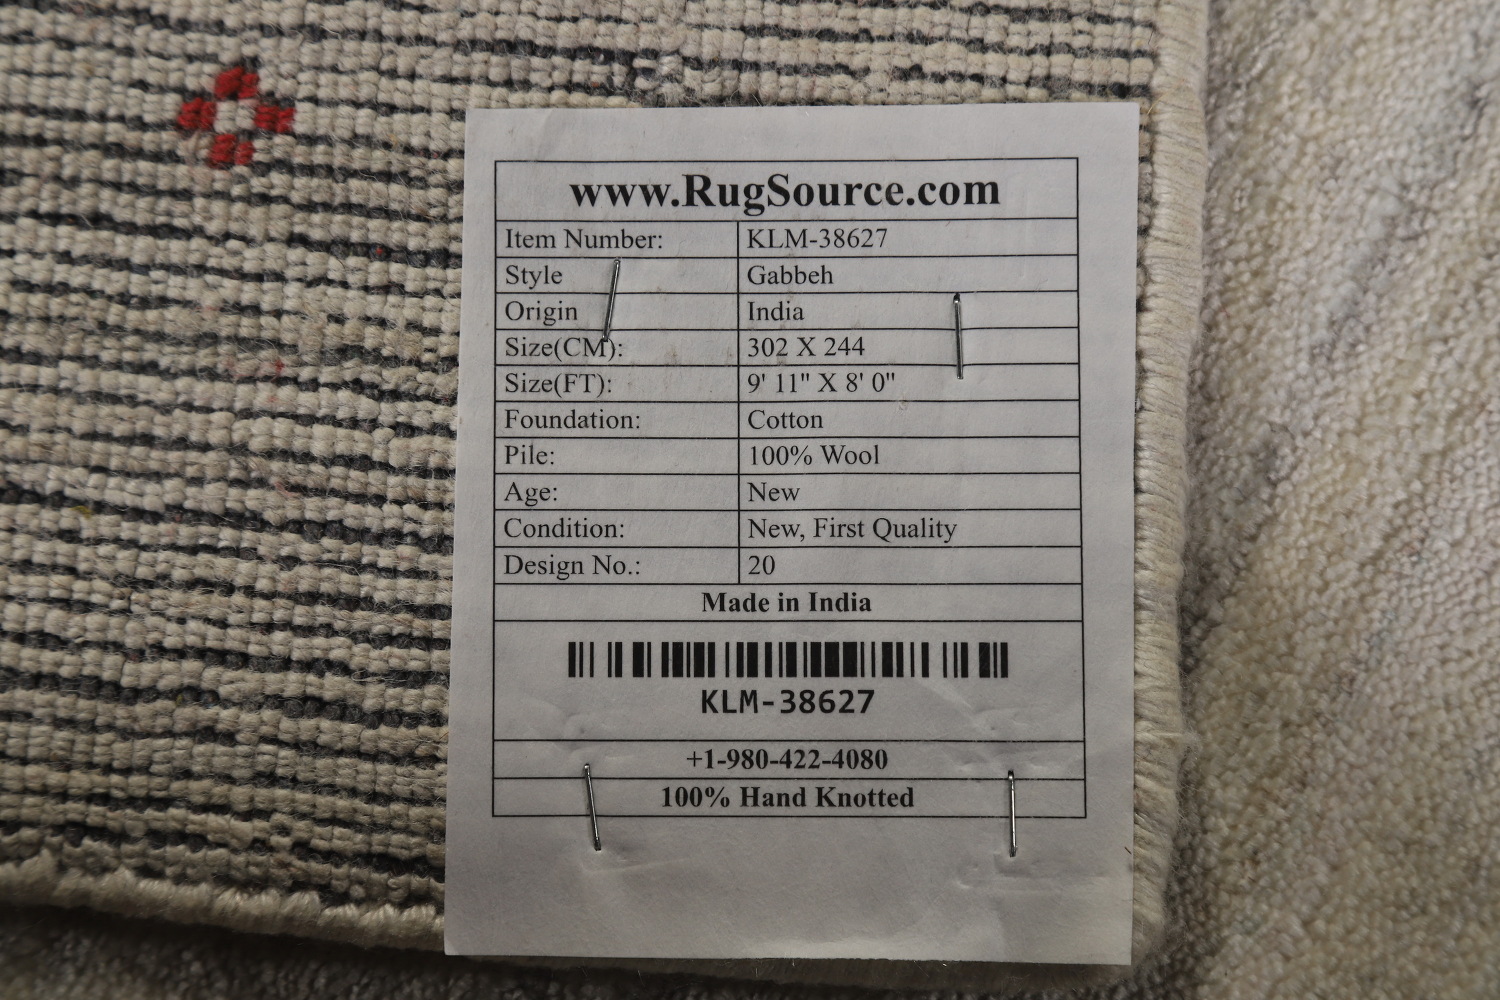 www.RugSource.com
Item Number: KLM-38627
Style Gabbeh
Origin India
Size(CM): 302 X 244
Size(FT): 9' 11" X 8' 0"
Foundation: Cotton
Pile: 100% Wool
Age: New
Condition: New, First Quality
Design No.: 20
Made in India
KLM-38627
+1-980-422-4080
100% Hand Knotted